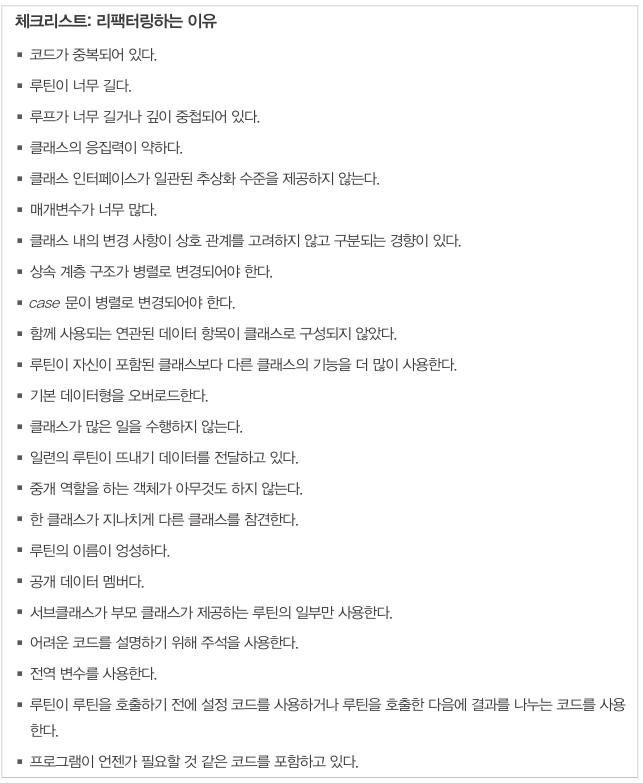 체크리스트: 리팩터링하는 이유
▪ 코드가 중복되어 있다.
▪ 루틴이 너무 길다.
▪ 루프가 너무 길거나 깊이 중첩되어 있다.
▪ 클래스의 응집력이 약하다.
▪ 클래스 인터페이스가 일관된 추상화 수준을 제공하지 않는다.
▪ 매개변수가 너무 많다.
▪ 클래스 내의 변경 사항이 상호 관계를 고려하지 않고 구분되는 경향이 있다.
▪ 상속 계층 구조가 병렬로 변경되어야 한다.
▪ case 문이 병렬로 변경되어야 한다.
▪ 함께 사용되는 연관된 데이터 항목이 클래스로 구성되지 않았다.
▪ 루틴이 자신이 포함된 클래스보다 다른 클래스의 기능을 더 많이 사용한다.
▪ 기본 데이터형을 오버로드한다.
▪ 클래스가 많은 일을 수행하지 않는다.
▪ 일련의 루틴이 뜨내기 데이터를 전달하고 있다.
▪ 중개 역할을 하는 객체가 아무것도 하지 않는다.
▪ 한 클래스가 지나치게 다른 클래스를 참견한다.
▪ 루틴의 이름이 엉성하다.
▪ 공개 데이터 멤버다.
▪ 서브클래스가 부모 클래스가 제공하는 루틴의 일부만 사용한다.
▪ 어려운 코드를 설명하기 위해 주석을 사용한다.
▪ 전역 변수를 사용한다.
▪ 루틴이 루틴을 호출하기 전에 설정 코드를 사용하거나 루틴을 호출한 다음에 결과를 나누는 코드를 사용
한다.
▪ 프로그램이 언젠가 필요할 것 같은 코드를 포함하고 있다.